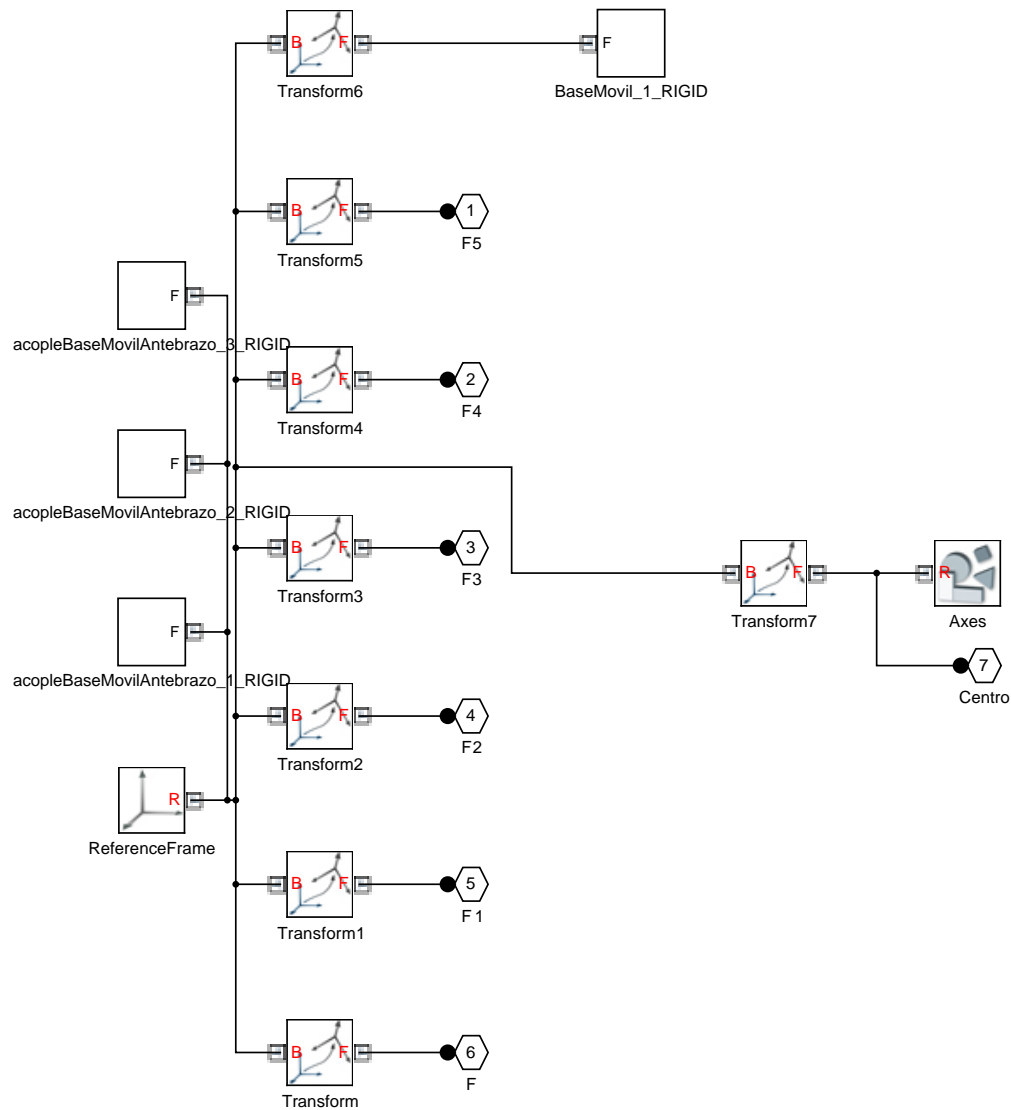 B F F
Transform6 BaseMovil_1_RIGID
B F 1
Transform5 F5
F
acopleBaseMovilAntebrazo_3_RIGID
B F 2
Transform4 F4
F
acopleBaseMovilAntebrazo_2_RIGID
B F 3
Transform3 F3
B F R
Transform7 Axes
F
acopleBaseMovilAntebrazo_1_RIGID
7
Centro
B F 4
Transform2 F2
R
ReferenceFrame
B F 5
Transform1 F1
B F 6
Transform F